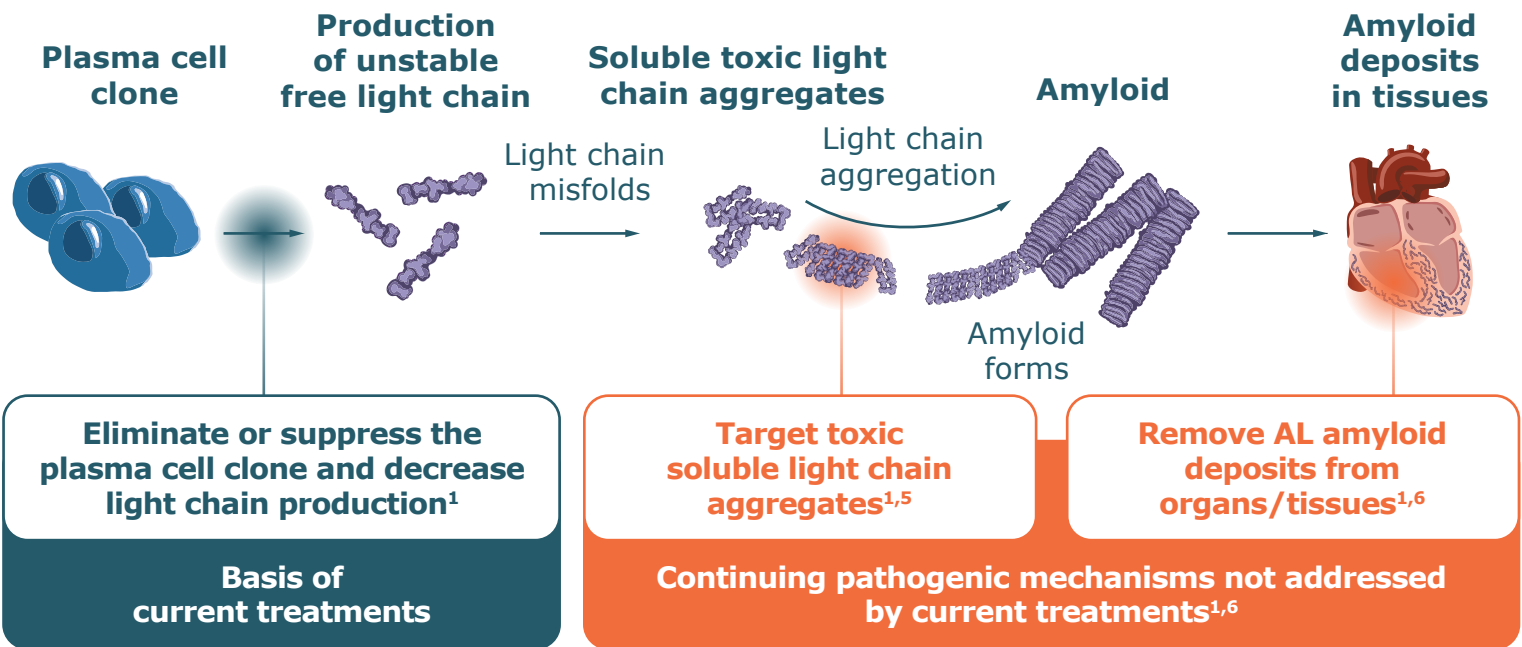 Plasma cell
clone
Production
of unstable
free light chain
Light chain
misfolds
Soluble toxic light
chain aggregates
Light chain
aggregation
Amyloid
Amyloid
forms
Amyloid
deposits
in tissues
Eliminate or suppress the
plasma cell clone and decrease
light chain production¹
Basis of
current treatments
Target toxic
soluble light chain
aggregates¹,⁵
Remove AL amyloid
deposits from
organs/tissues¹,⁶
Continuing pathogenic mechanisms not addressed
by current treatments¹,⁶